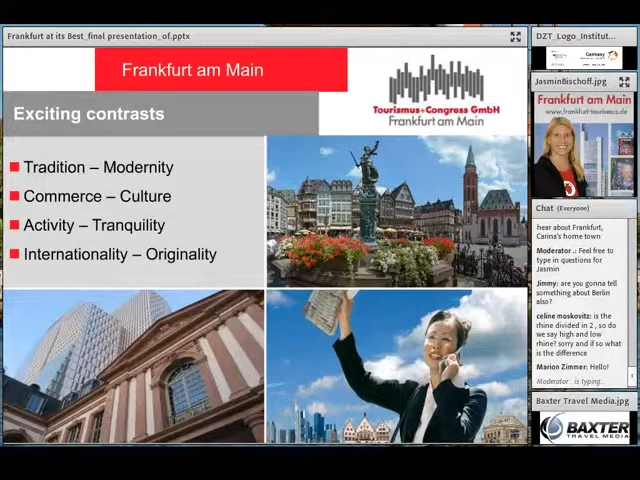 Frankfurt at its Best_final presentation_of.pptx
Frankfurt am Main
Exciting contrasts
Tourismus+Congress GmbH
Frankfurt am Main
Tradition – Modernity
Commerce – Culture
Activity – Tranquility
Internationality – Originality
DZT_Logo_Institut...
Germany
JasminBischoff.jpg
Frankfurt am Main
www.frankfurt-tourismus.de
Chat (Everyone)
hear about Frankfurt,
Carina's home town
Moderator .: Feel free to
type in questions for
Jasmin
Jimmy: are you gonna tell
something about Berlin
also?
celine moskovitz: is the
rhine divided in 2 , so do
we say high and low
rhine? sorry and if so what
is the difference
Marion Zimmer: Hello!
Moderator . is typing...
Baxter Travel Media.jpg
BAXTER
TRAVEL MEDIA